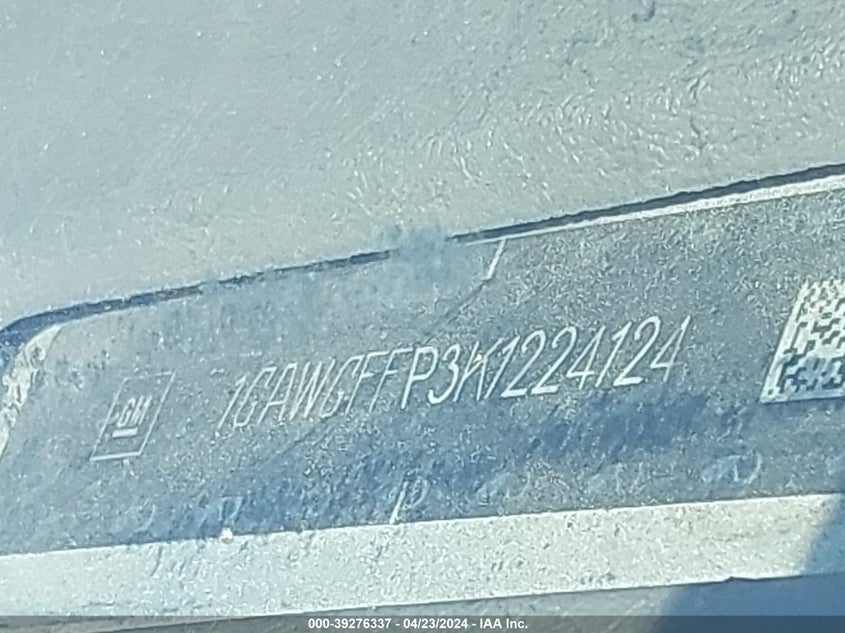 GM 1GAWGFFP3K1224124
000-39276337 - 04/23/2024 - IAA Inc.